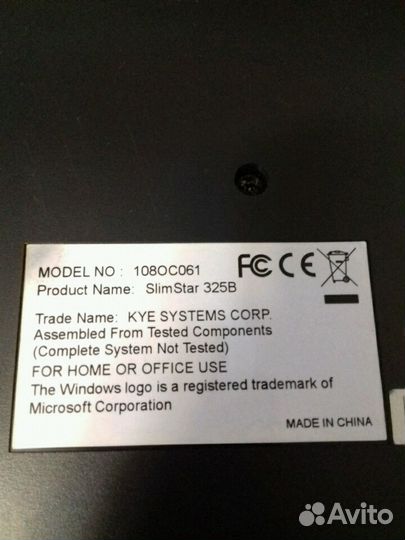 MODEL NO : 108OC061 FC CE
Product Name: SlimStar 325B
Trade Name: KYE SYSTEMS CORP.
Assembled From Tested Components
(Complete System Not Tested)
FOR HOME OR OFFICE USE
The Windows logo is a registered trademark of
Microsoft Corporation
MADE IN CHINA
Avito